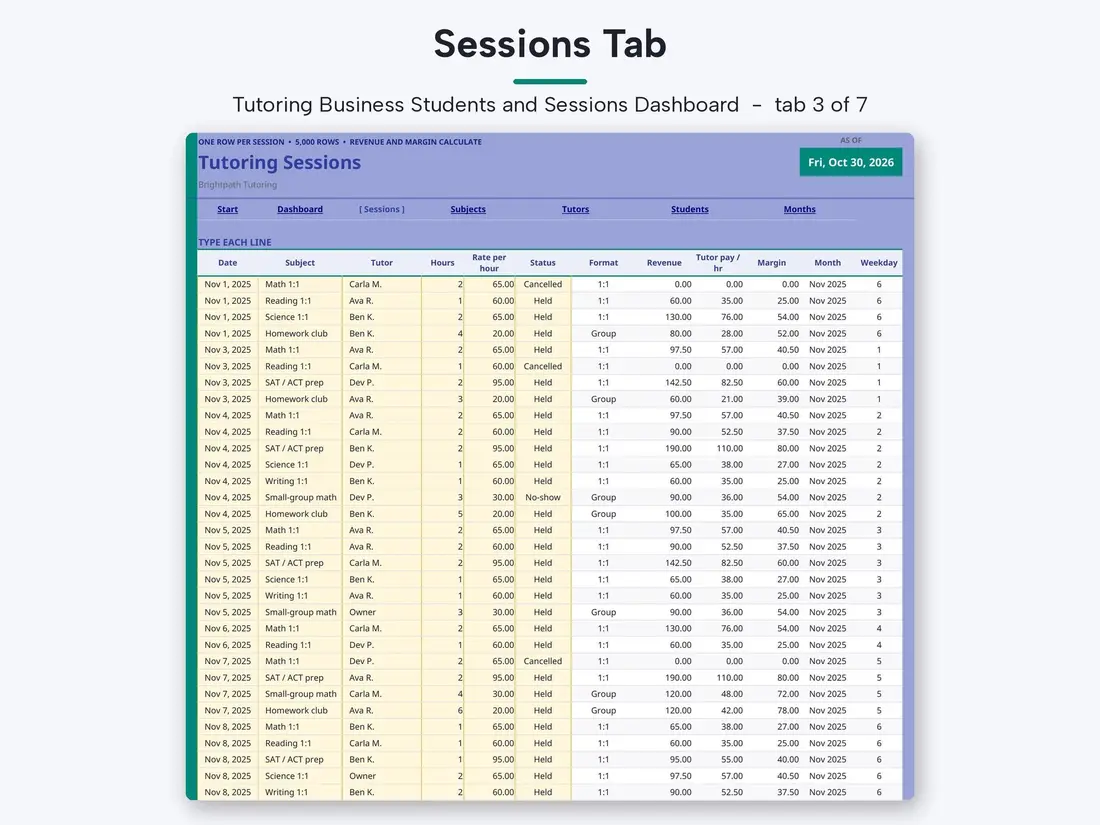 Sessions Tab
Tutoring Business Students and Sessions Dashboard - tab 3 of 7
ONE ROW PER SESSION • 5,000 ROWS • REVENUE AND MARGIN CALCULATE
AS OF
Tutoring Sessions
Fri, Oct 30, 2026
Brightpath Tutoring
Start Dashboard [ Sessions ] Subjects Tutors Students Months
TYPE EACH LINE
Date Subject Tutor Hours Rate per hour Status Format Revenue Tutor pay / hr Margin Month Weekday
Nov 1, 2025 Math 1:1 Carla M. 2 65.00 Cancelled 1:1 0.00 0.00 0.00 Nov 2025 6
Nov 1, 2025 Reading 1:1 Ava R. 1 60.00 Held 1:1 60.00 35.00 25.00 Nov 2025 6
Nov 1, 2025 Science 1:1 Ben K. 2 65.00 Held 1:1 130.00 76.00 54.00 Nov 2025 6
Nov 1, 2025 Homework club Ben K. 4 20.00 Held Group 80.00 28.00 52.00 Nov 2025 6
Nov 3, 2025 Math 1:1 Ava R. 2 65.00 Held 1:1 97.50 57.00 40.50 Nov 2025 1
Nov 3, 2025 Reading 1:1 Carla M. 1 60.00 Cancelled 1:1 0.00 0.00 0.00 Nov 2025 1
Nov 3, 2025 SAT / ACT prep Dev P. 2 95.00 Held 1:1 142.50 82.50 60.00 Nov 2025 1
Nov 3, 2025 Homework club Ava R. 3 20.00 Held Group 60.00 21.00 39.00 Nov 2025 1
Nov 4, 2025 Math 1:1 Ava R. 2 65.00 Held 1:1 97.50 57.00 40.50 Nov 2025 2
Nov 4, 2025 Reading 1:1 Carla M. 2 60.00 Held 1:1 90.00 52.50 37.50 Nov 2025 2
Nov 4, 2025 SAT / ACT prep Ben K. 2 95.00 Held 1:1 190.00 110.00 80.00 Nov 2025 2
Nov 4, 2025 Science 1:1 Dev P. 1 65.00 Held 1:1 65.00 38.00 27.00 Nov 2025 2
Nov 4, 2025 Writing 1:1 Ben K. 1 60.00 Held 1:1 60.00 35.00 25.00 Nov 2025 2
Nov 4, 2025 Small-group math Dev P. 3 30.00 No-show Group 90.00 36.00 54.00 Nov 2025 2
Nov 4, 2025 Homework club Ben K. 5 20.00 Held Group 100.00 35.00 65.00 Nov 2025 2
Nov 5, 2025 Math 1:1 Ava R. 2 65.00 Held 1:1 97.50 57.00 40.50 Nov 2025 3
Nov 5, 2025 Reading 1:1 Ava R. 2 60.00 Held 1:1 90.00 52.50 37.50 Nov 2025 3
Nov 5, 2025 SAT / ACT prep Carla M. 2 95.00 Held 1:1 142.50 82.50 60.00 Nov 2025 3
Nov 5, 2025 Science 1:1 Ben K. 1 65.00 Held 1:1 65.00 38.00 27.00 Nov 2025 3
Nov 5, 2025 Writing 1:1 Ava R. 1 60.00 Held 1:1 60.00 35.00 25.00 Nov 2025 3
Nov 5, 2025 Small-group math Owner 3 30.00 Held Group 90.00 36.00 54.00 Nov 2025 3
Nov 6, 2025 Math 1:1 Carla M. 2 65.00 Held 1:1 130.00 76.00 54.00 Nov 2025 4
Nov 6, 2025 Reading 1:1 Dev P. 1 60.00 Held 1:1 60.00 35.00 25.00 Nov 2025 4
Nov 7, 2025 Math 1:1 Dev P. 2 65.00 Cancelled 1:1 0.00 0.00 0.00 Nov 2025 5
Nov 7, 2025 SAT / ACT prep Ava R. 2 95.00 Held 1:1 190.00 110.00 80.00 Nov 2025 5
Nov 7, 2025 Small-group math Carla M. 4 30.00 Held Group 120.00 48.00 72.00 Nov 2025 5
Nov 7, 2025 Homework club Ava R. 6 20.00 Held Group 120.00 42.00 78.00 Nov 2025 5
Nov 8, 2025 Math 1:1 Ben K. 1 65.00 Held 1:1 65.00 38.00 27.00 Nov 2025 6
Nov 8, 2025 Reading 1:1 Carla M. 1 60.00 Held 1:1 60.00 35.00 25.00 Nov 2025 6
Nov 8, 2025 SAT / ACT prep Ben K. 1 95.00 Held 1:1 95.00 55.00 40.00 Nov 2025 6
Nov 8, 2025 Science 1:1 Owner 2 65.00 Held 1:1 97.50 57.00 40.50 Nov 2025 6
Nov 8, 2025 Writing 1:1 Ben K. 2 60.00 Held 1:1 90.00 52.50 37.50 Nov 2025 6